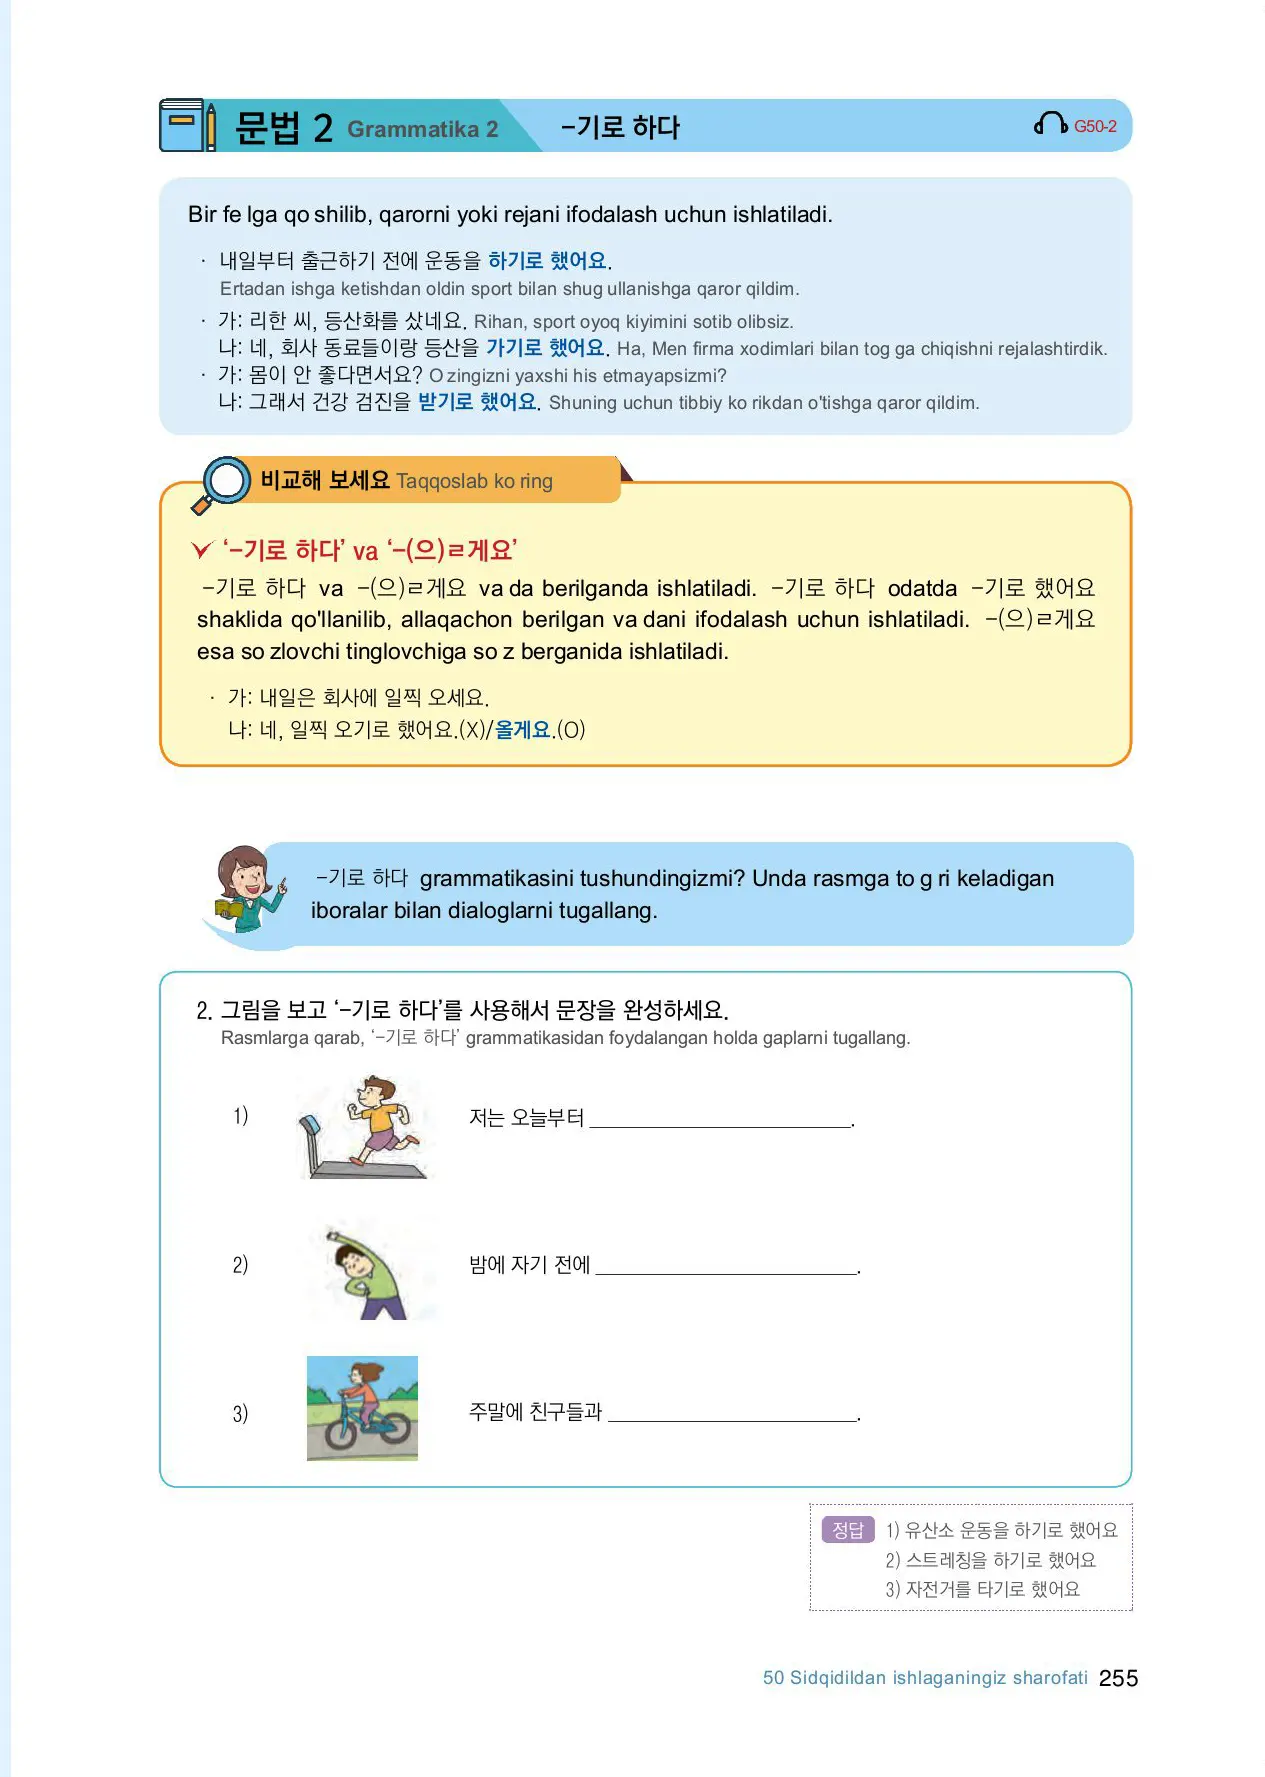 문법 2 Grammatika 2 -기로 하다 G50-2
Bir fe lga qo shilib, qarorni yoki rejani ifodalash uchun ishlatiladi.
· 내일부터 출근하기 전에 운동을 하기로 했어요.
Ertadan ishga ketishdan oldin sport bilan shug ullanishga qaror qildim.
· 가: 리한 씨, 등산화를 샀네요. Rihan, sport oyoq kiyimini sotib olibsiz.
나: 네, 회사 동료들이랑 등산을 가기로 했어요. Ha, Men firma xodimlari bilan tog ga chiqishni rejalashtirdik.
· 가: 몸이 안 좋다면서요? O zingizni yaxshi his etmayapsizmi?
나: 그래서 건강 검진을 받기로 했어요. Shuning uchun tibbiy ko rikdan o'tishga qaror qildim.
비교해 보세요 Taqqoslab ko ring
'-기로 하다' va '-(으)ㄹ게요'
-기로 하다 va -(으)ㄹ게요 va da berilganda ishlatiladi. -기로 하다 odatda -기로 했어요
shaklida qo'llanilib, allaqachon berilgan va dani ifodalash uchun ishlatiladi. -(으)ㄹ게요
esa so zlovchi tinglovchiga so z berganida ishlatiladi.
· 가: 내일은 회사에 일찍 오세요.
나: 네, 일찍 오기로 했어요.(X)/올게요.(O)
-기로 하다 grammatikasini tushundingizmi? Unda rasmga to g ri keladigan
iboralar bilan dialoglarni tugallang.
2. 그림을 보고 '-기로 하다'를 사용해서 문장을 완성하세요.
Rasmlarga qarab, '-기로 하다' grammatikasidan foydalangan holda gaplarni tugallang.
1) 저는 오늘부터 ______________________.
2) 밤에 자기 전에 ______________________.
3) 주말에 친구들과 ______________________.
정답 1) 유산소 운동을 하기로 했어요
2) 스트레칭을 하기로 했어요
3) 자전거를 타기로 했어요
50 Sidqidildan ishlaganingiz sharofati 255